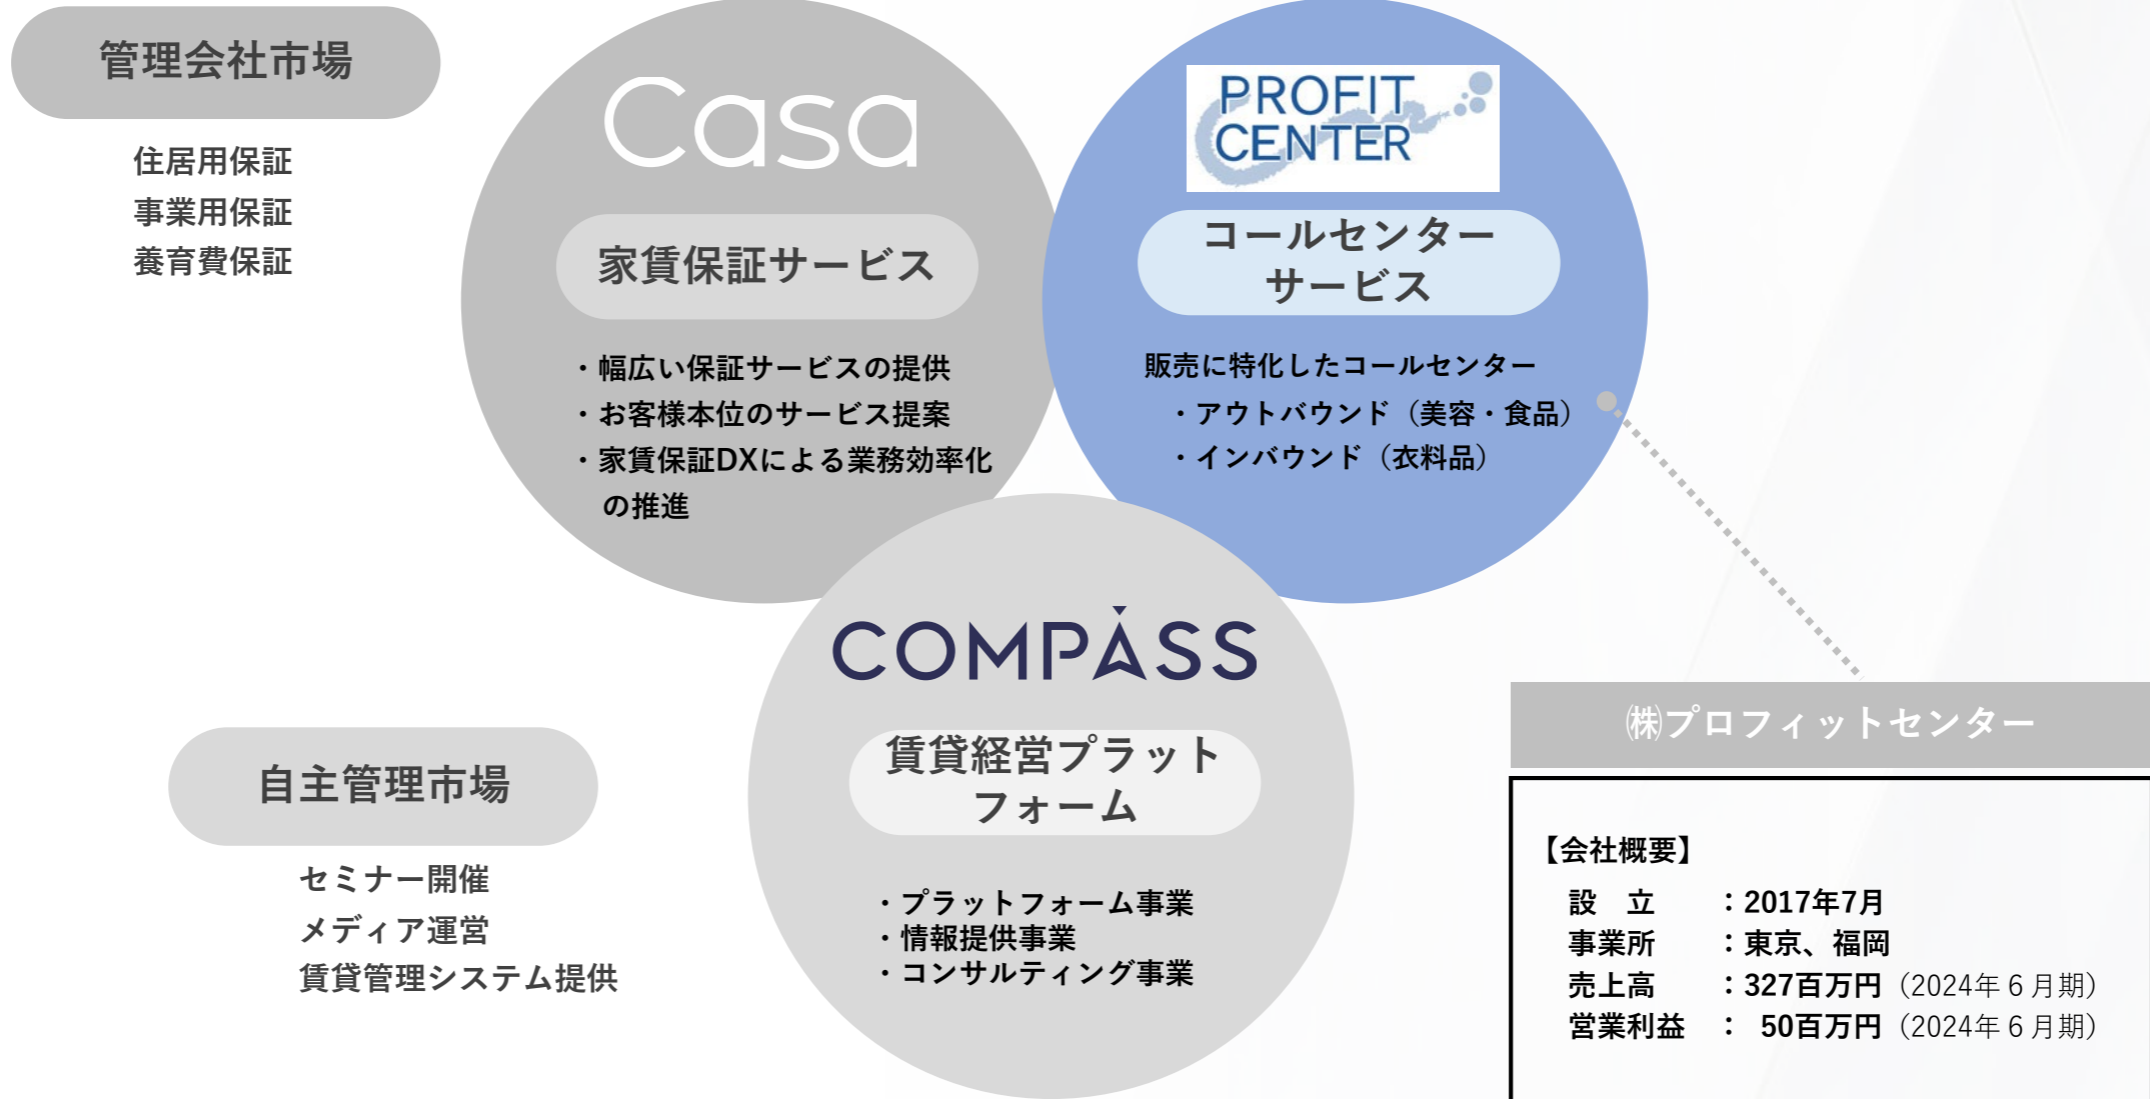 管理会社市場
住居用保証
事業用保証
養育費保証
Casa
家賃保証サービス
・幅広い保証サービスの提供
・お客様本位のサービス提案
・家賃保証DXによる業務効率化
の推進
PROFIT
CENTER
コールセンター
サービス
販売に特化したコールセンター
・アウトバウンド（美容・食品）
・インバウンド（衣料品）
COMPASS
賃貸経営プラット
フォーム
・プラットフォーム事業
・情報提供事業
・コンサルティング事業
自主管理市場
セミナー開催
メディア運営
賃貸管理システム提供
㈱プロフィットセンター
【会社概要】
設　立　：2017年7月
事業所　：東京、福岡
売上高　：327百万円（2024年６月期）
営業利益　：　50百万円（2024年６月期）